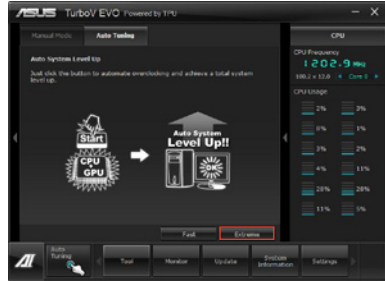 ASUS TurboV EVO Powered by TPU
Manual Mode
Auto Tuning
Auto System Level Up
Just click the button to automate overclocking and achieve a total system
level up.
Start
CPU
+
GPU
Auto System
Level Up!!
OK
Fast
Extreme
CPU
CPU Frequency
1202.9 MHz
100.2 x 12.0
Core 0
CPU Usage
2%
3%
0%
1%
3%
2%
4%
11%
28%
28%
11%
5%
AI
Auto
Tuning
Tool
Monitor
Update
System
Information
Settings